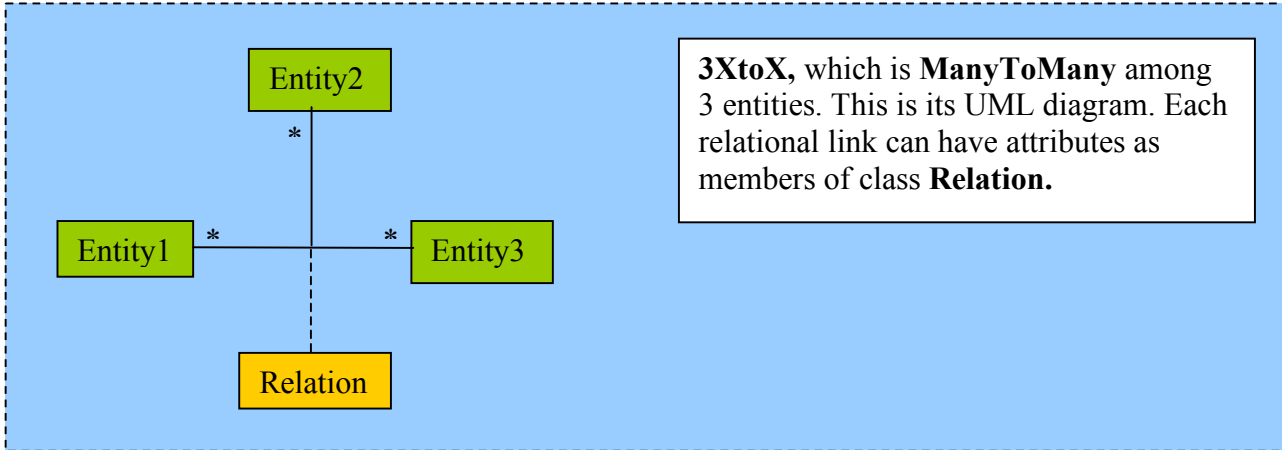 Entity2
*
Entity1
*
*
Entity3
Relation
3XtoX, which is ManyToMany among
3 entities. This is its UML diagram. Each
relational link can have attributes as
members of class Relation.